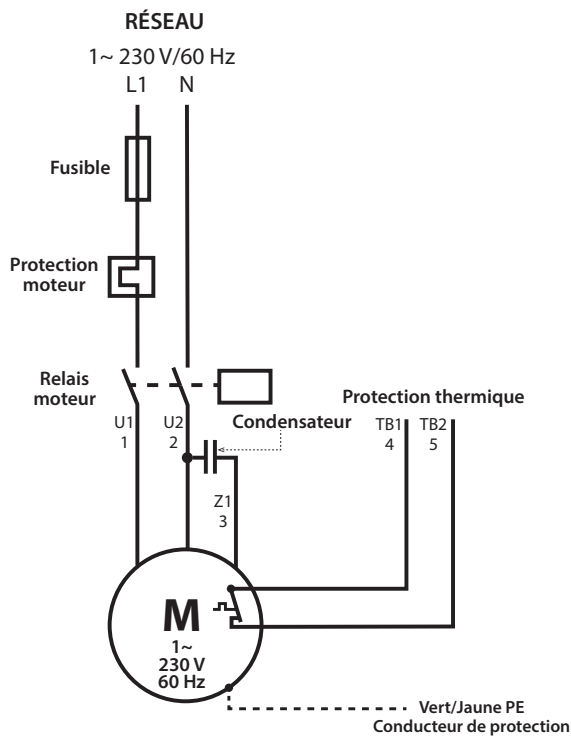 RÉSEAU
1~ 230 V/60 Hz
L1 N
Fusible
Protection
moteur
Relais
moteur
Protection thermique
U1 U2 Condensateur TB1 TB2
1 2 4 5
Z1
3
M
1~
230 V
60 Hz
Vert/Jaune PE
Conducteur de protection